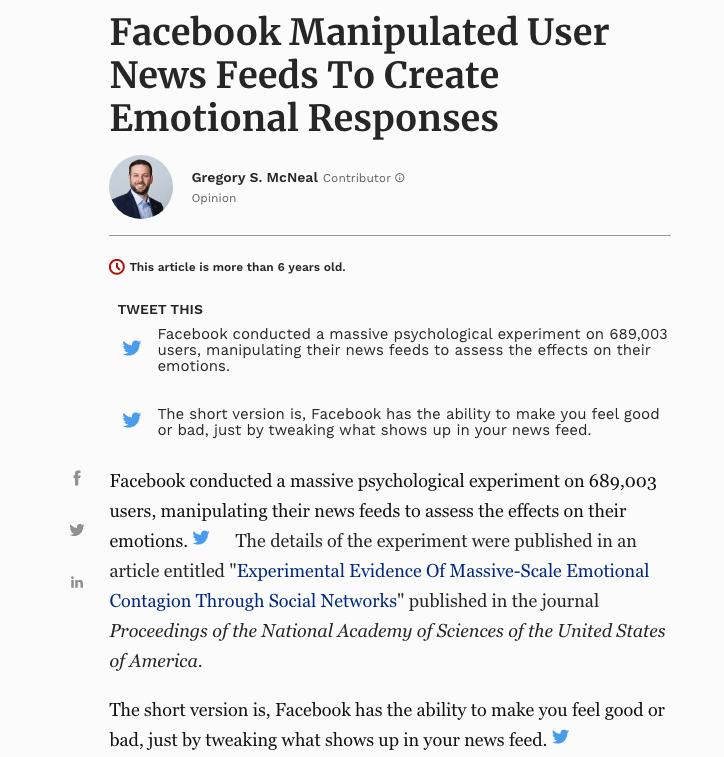 Facebook Manipulated User
News Feeds To Create
Emotional Responses
Gregory S. McNeal Contributor
Opinion
This article is more than 6 years old.
TWEET THIS
Facebook conducted a massive psychological experiment on 689,003
users, manipulating their news feeds to assess the effects on their
emotions.
The short version is, Facebook has the ability to make you feel good
or bad, just by tweaking what shows up in your news feed.
Facebook conducted a massive psychological experiment on 689,003
users, manipulating their news feeds to assess the effects on their
emotions. The details of the experiment were published in an
article entitled "Experimental Evidence Of Massive-Scale Emotional
Contagion Through Social Networks" published in the journal
Proceedings of the National Academy of Sciences of the United States
of America.
The short version is, Facebook has the ability to make you feel good or
bad, just by tweaking what shows up in your news feed.